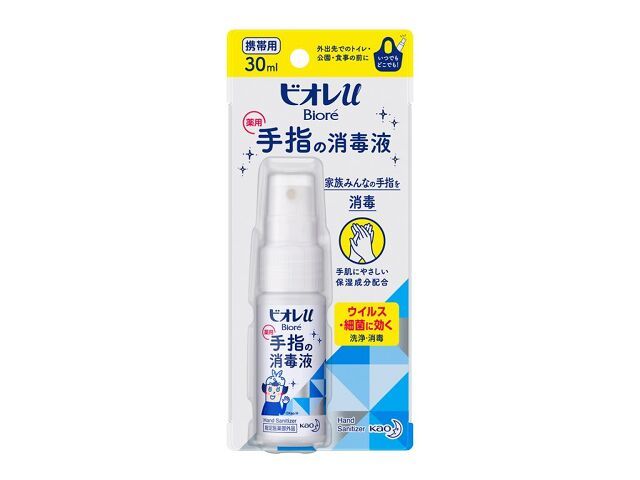 携帯用
30ml
外出先でのトイレ・
公園・食事の前に
いつでも
どこでも!
ビオレu
Bioré
薬用
手指の消毒液
家族みんなの手指を
消毒
手肌にやさしい
保湿成分配合
ウイルス
・細菌に効く
洗浄・消毒
ビオレu
Bioré
薬用
手指の
消毒液
Hand Sanitizer
指定医薬部外品
Kao
Hand
Sanitizer
Kao